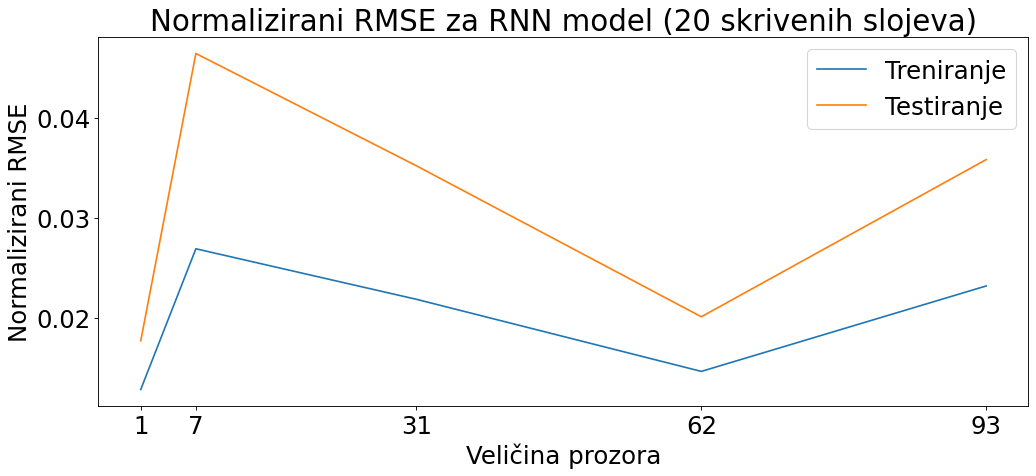 Normalizirani RMSE za RNN model (20 skrivenih slojeva)
Treniranje
Testiranje
Normalizirani RMSE
0.04
0.03
0.02
1 7 31 62 93
Veličina prozora